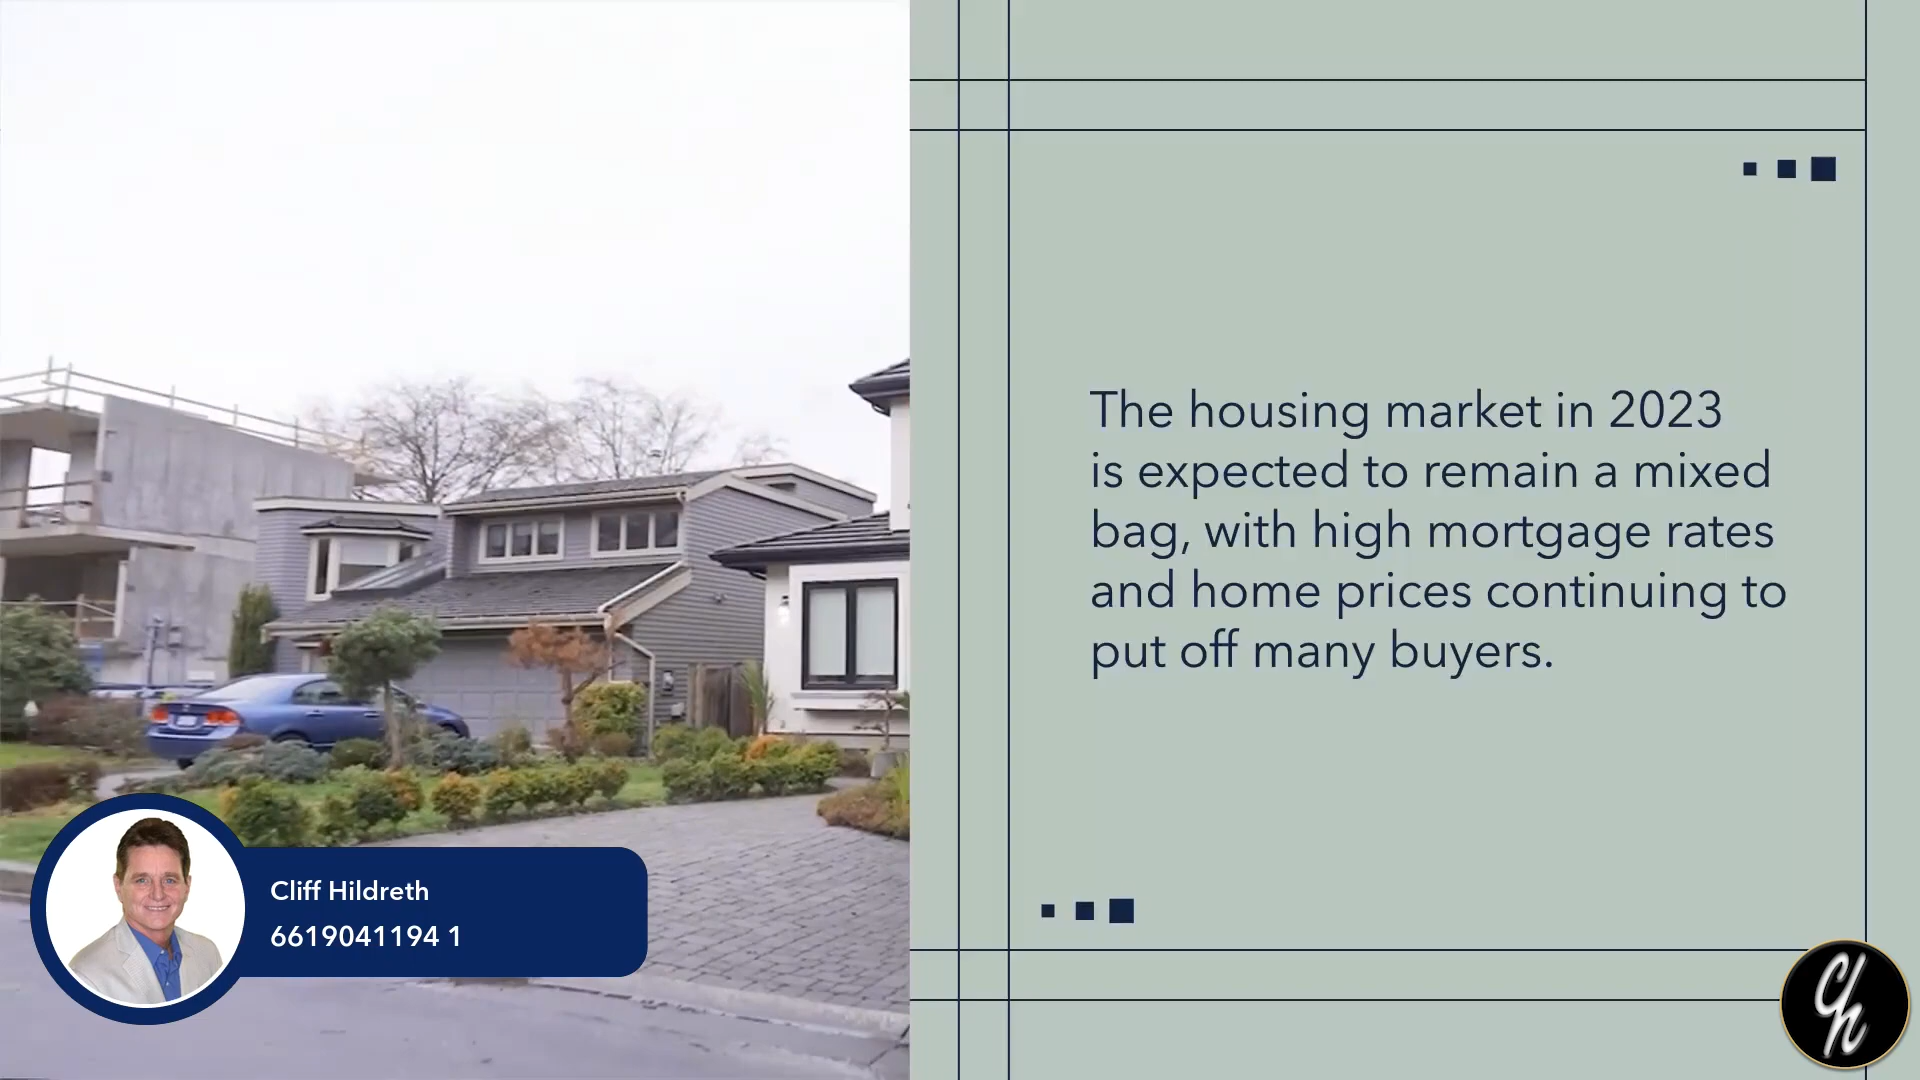 The housing market in 2023
is expected to remain a mixed
bag, with high mortgage rates
and home prices continuing to
put off many buyers.
Cliff Hildreth
6619041194 1